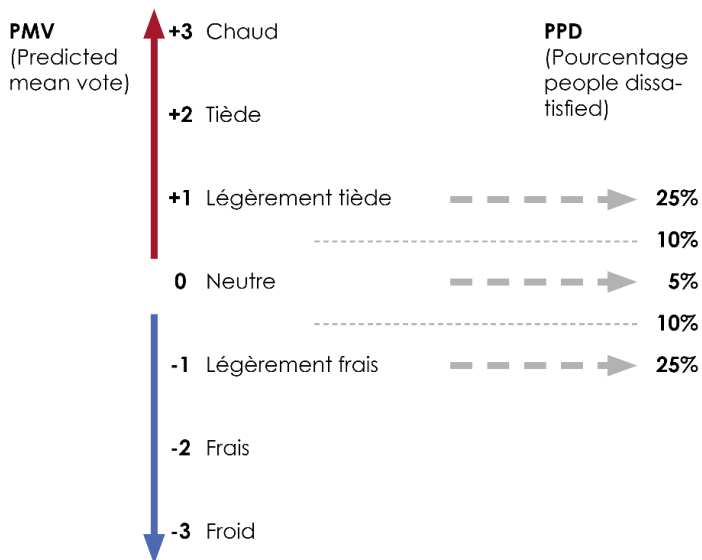 PMV
(Predicted
mean vote)
PPD
(Pourcentage
people dissa-
tisfied)
+3 Chaud
+2 Tiède
+1 Légèrement tiède 25%
10%
0 Neutre 5%
10%
-1 Légèrement frais 25%
-2 Frais
-3 Froid